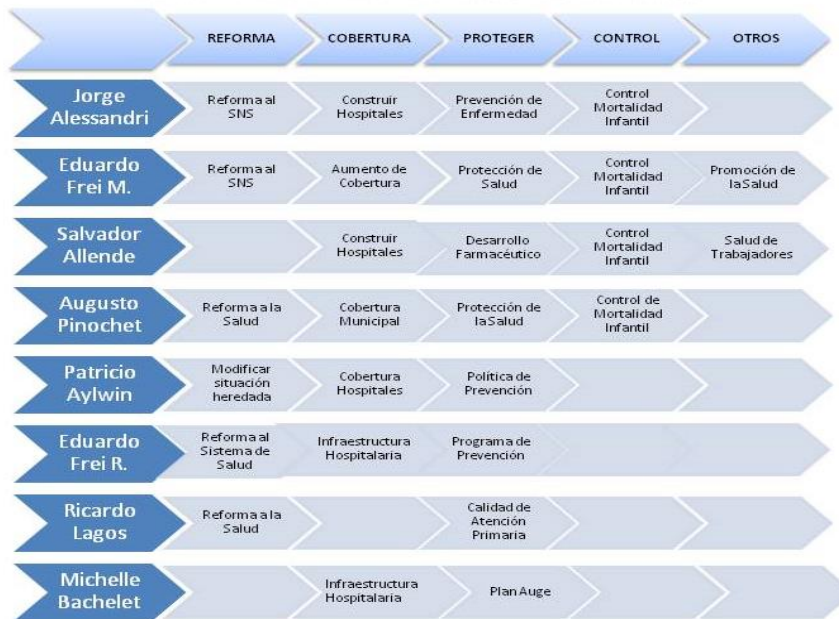 REFORMA COBERTURA PROTEGER CONTROL OTROS
Jorge
Alessandri
Reforma al
SNS
Construir
Hospitales
Prevención de
Enfermedad
Control
Mortalidad
Infantil
Eduardo
Frei M.
Reforma al
SNS
Aumento de
Cobertura
Protección de
Salud
Control
Mortalidad
Infantil
Promoción de
la Salud
Salvador
Allende
Construir
Hospitales
Desarrollo
Farmacéutico
Control
Mortalidad
Infantil
Salud de
Trabajadores
Augusto
Pinochet
Reforma a la
Salud
Cobertura
Municipal
Protección de
la Salud
Control de
Mortalidad
Infantil
Patricio
Aylwin
Modificar
situación
heredada
Cobertura
Hospitales
Política de
Prevención
Eduardo
Frei R.
Reforma al
Sistema de
Salud
Infraestructura
Hospitalaria
Programa de
Prevención
Ricardo
Lagos
Reforma a la
Salud
Calidad de
Atención
Primaria
Michelle
Bachelet
Infraestructura
Hospitalaria
Plan Auge